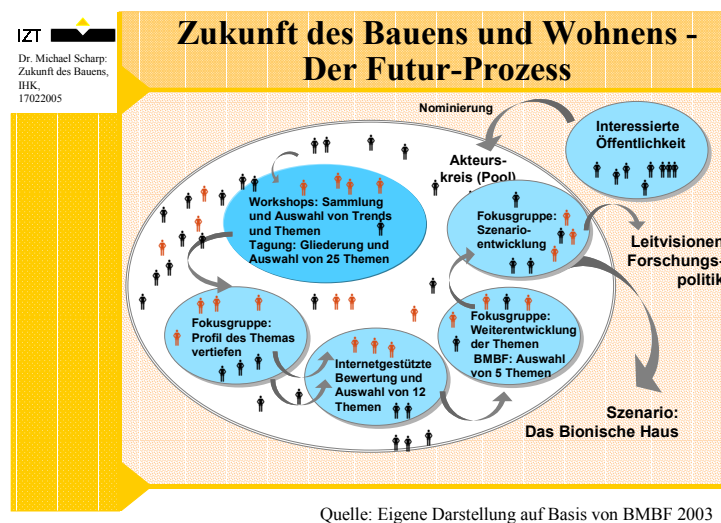 IZT
Dr. Michael Scharp:
Zukunft des Bauens,
IHK,
17022005
Zukunft des Bauens und Wohnens -
Der Futur-Prozess
Nominierung
Interessierte
Öffentlichkeit
Akteurs-
kreis (Pool)
Workshops: Sammlung
und Auswahl von Trends
und Themen
Tagung: Gliederung und
Auswahl von 25 Themen
Fokusgruppe:
Szenario-
entwicklung
Leitvisionen
Forschungs-
politik
Fokusgruppe:
Profil des Themas
vertiefen
Internetgestützte
Bewertung und
Auswahl von 12
Themen
Fokusgruppe:
Weiterentwicklung
der Themen
BMBF: Auswahl
von 5 Themen
Szenario:
Das Bionische Haus
Quelle: Eigene Darstellung auf Basis von BMBF 2003